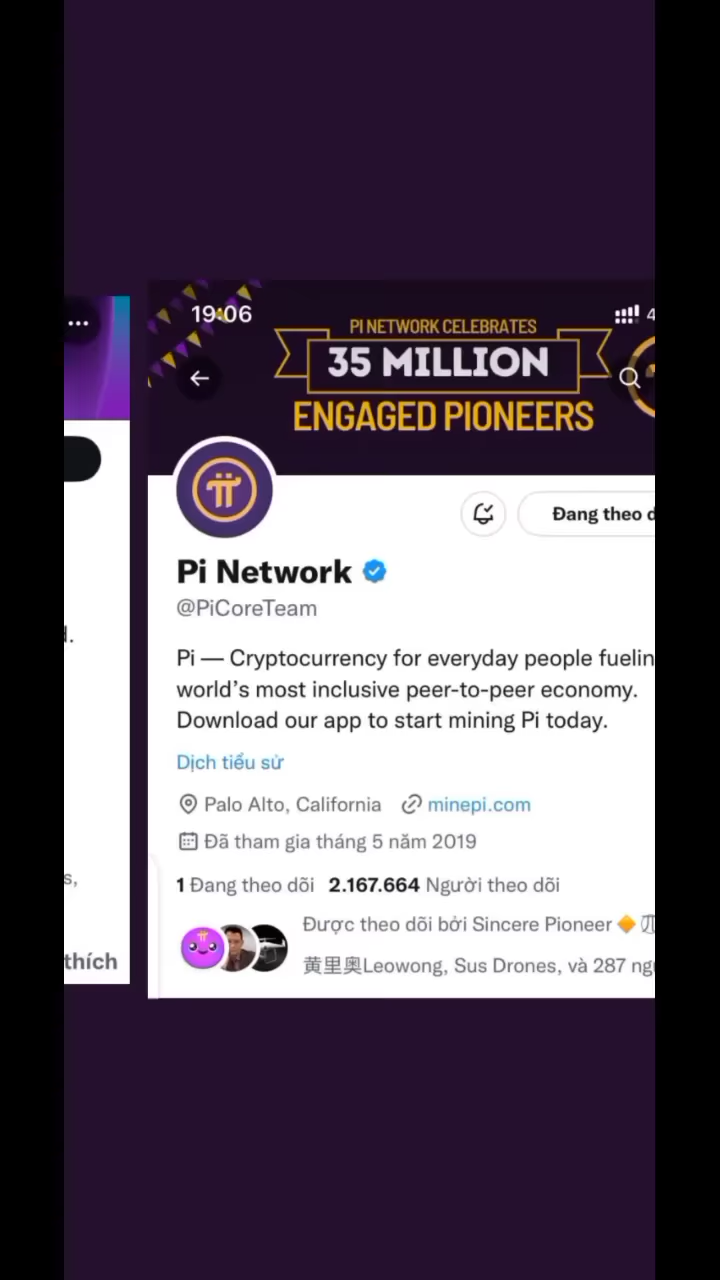 19:06
4
PI NETWORK CELEBRATES
35 MILLION
ENGAGED PIONEERS
Đang theo d
Pi Network
@PiCoreTeam
Pi — Cryptocurrency for everyday people fuelin
world's most inclusive peer-to-peer economy.
Download our app to start mining Pi today.
Dịch tiểu sử
Palo Alto, California minepi.com
Đã tham gia tháng 5 năm 2019
1 Đang theo dõi 2.167.664 Người theo dõi
Được theo dõi bởi Sincere Pioneer
黄里奥Leowong, Sus Drones, và 287 ng
s,
thích